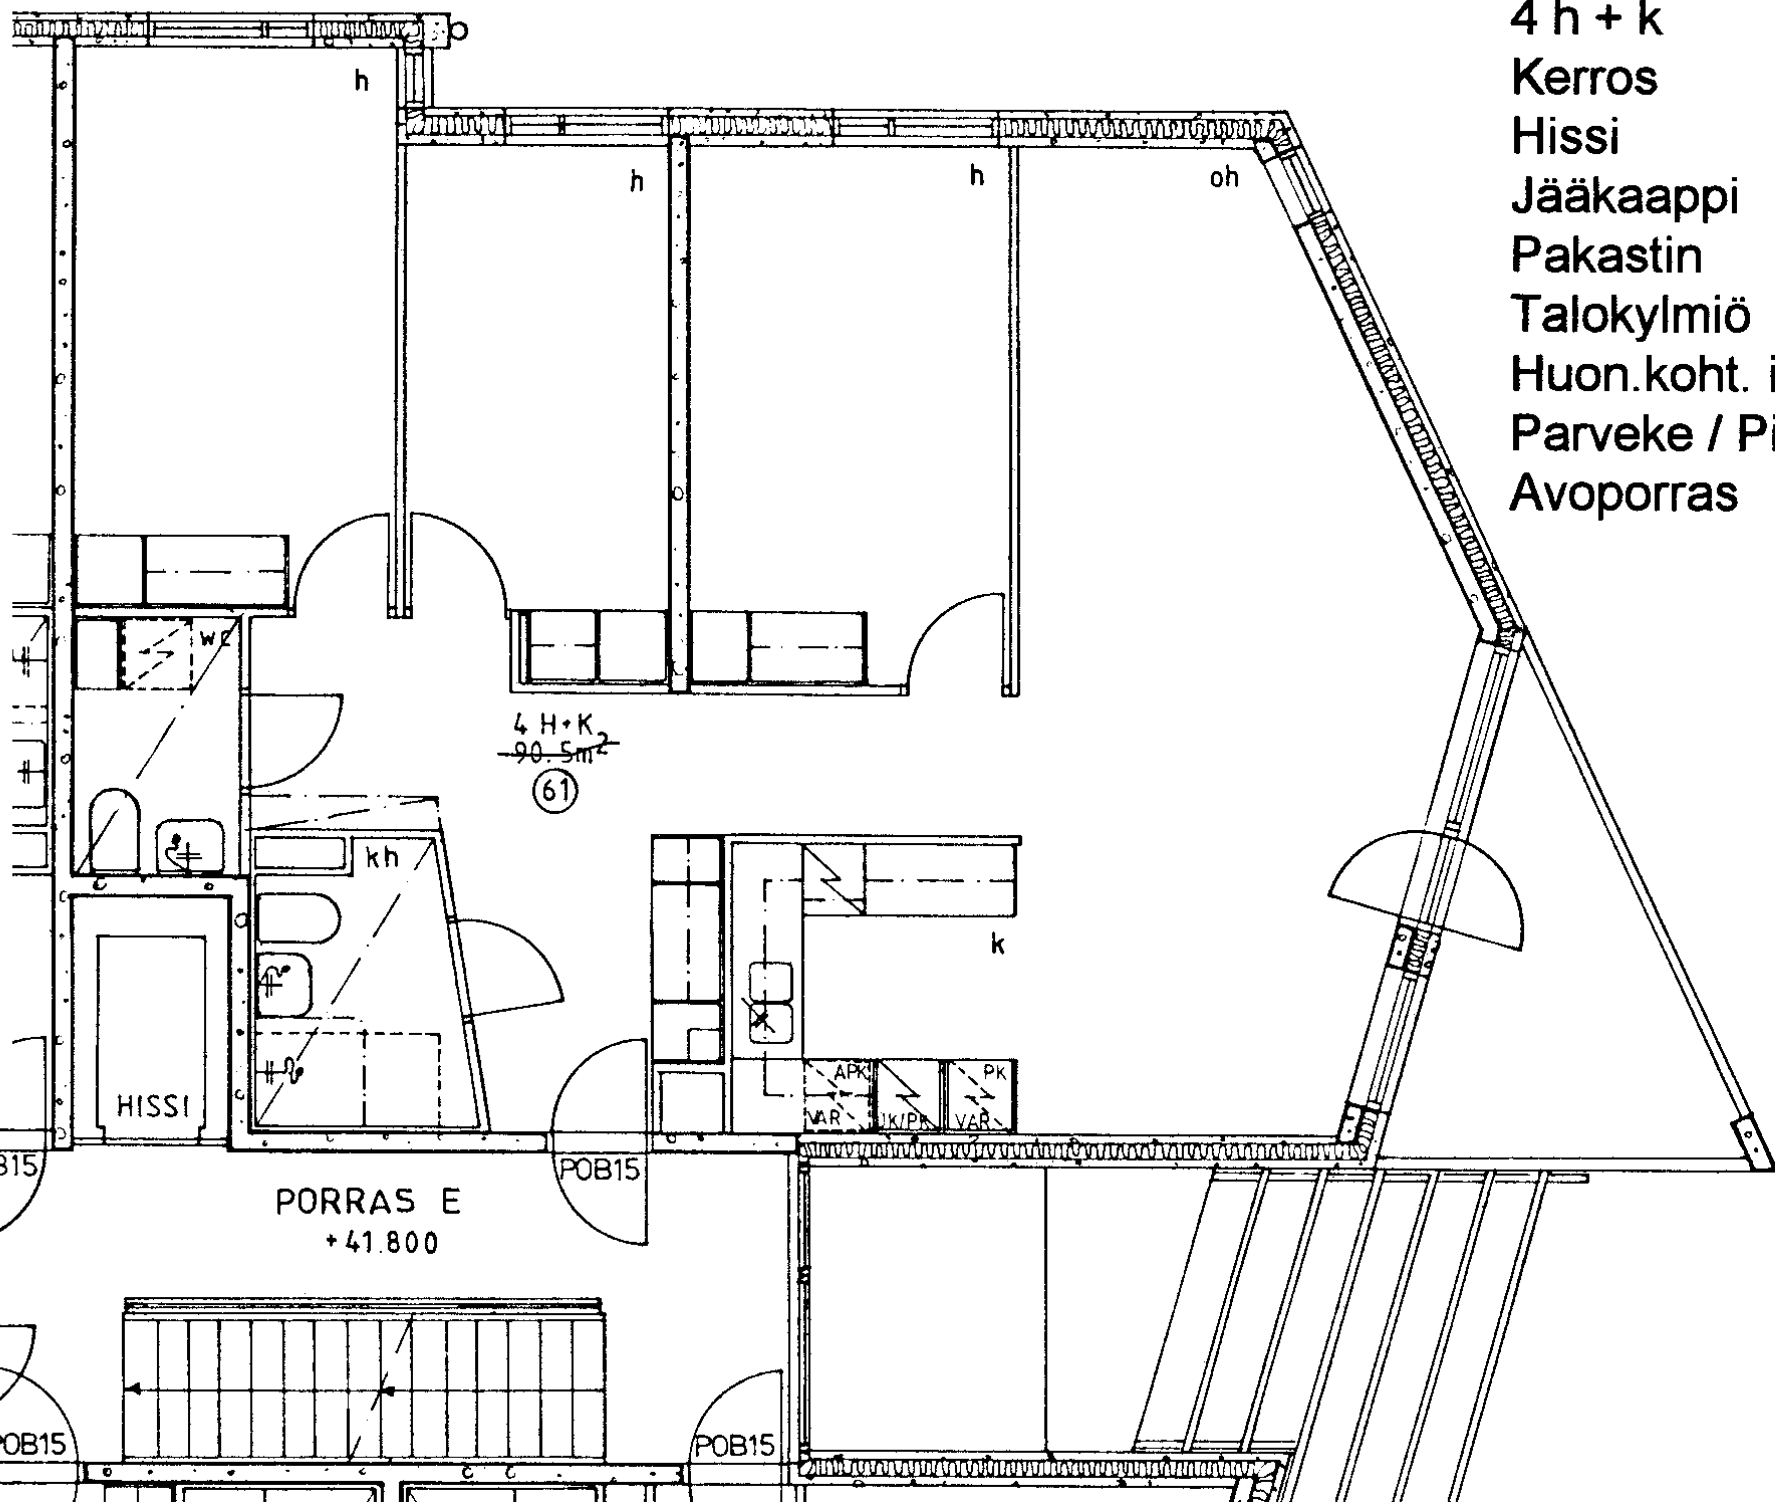 4 h + k
Kerros
Hissi
Jääkaappi
Pakastin
Talokylmiö
Huon.koht.
Parveke /
Avoporras
h
h
h
oh
WC
4 H+K
90.5m²
61
kh
k
HISSI
APK
PK
VAR
JK/PK
VAR
POB15
PORRAS E
+41.800
POB15
POB15